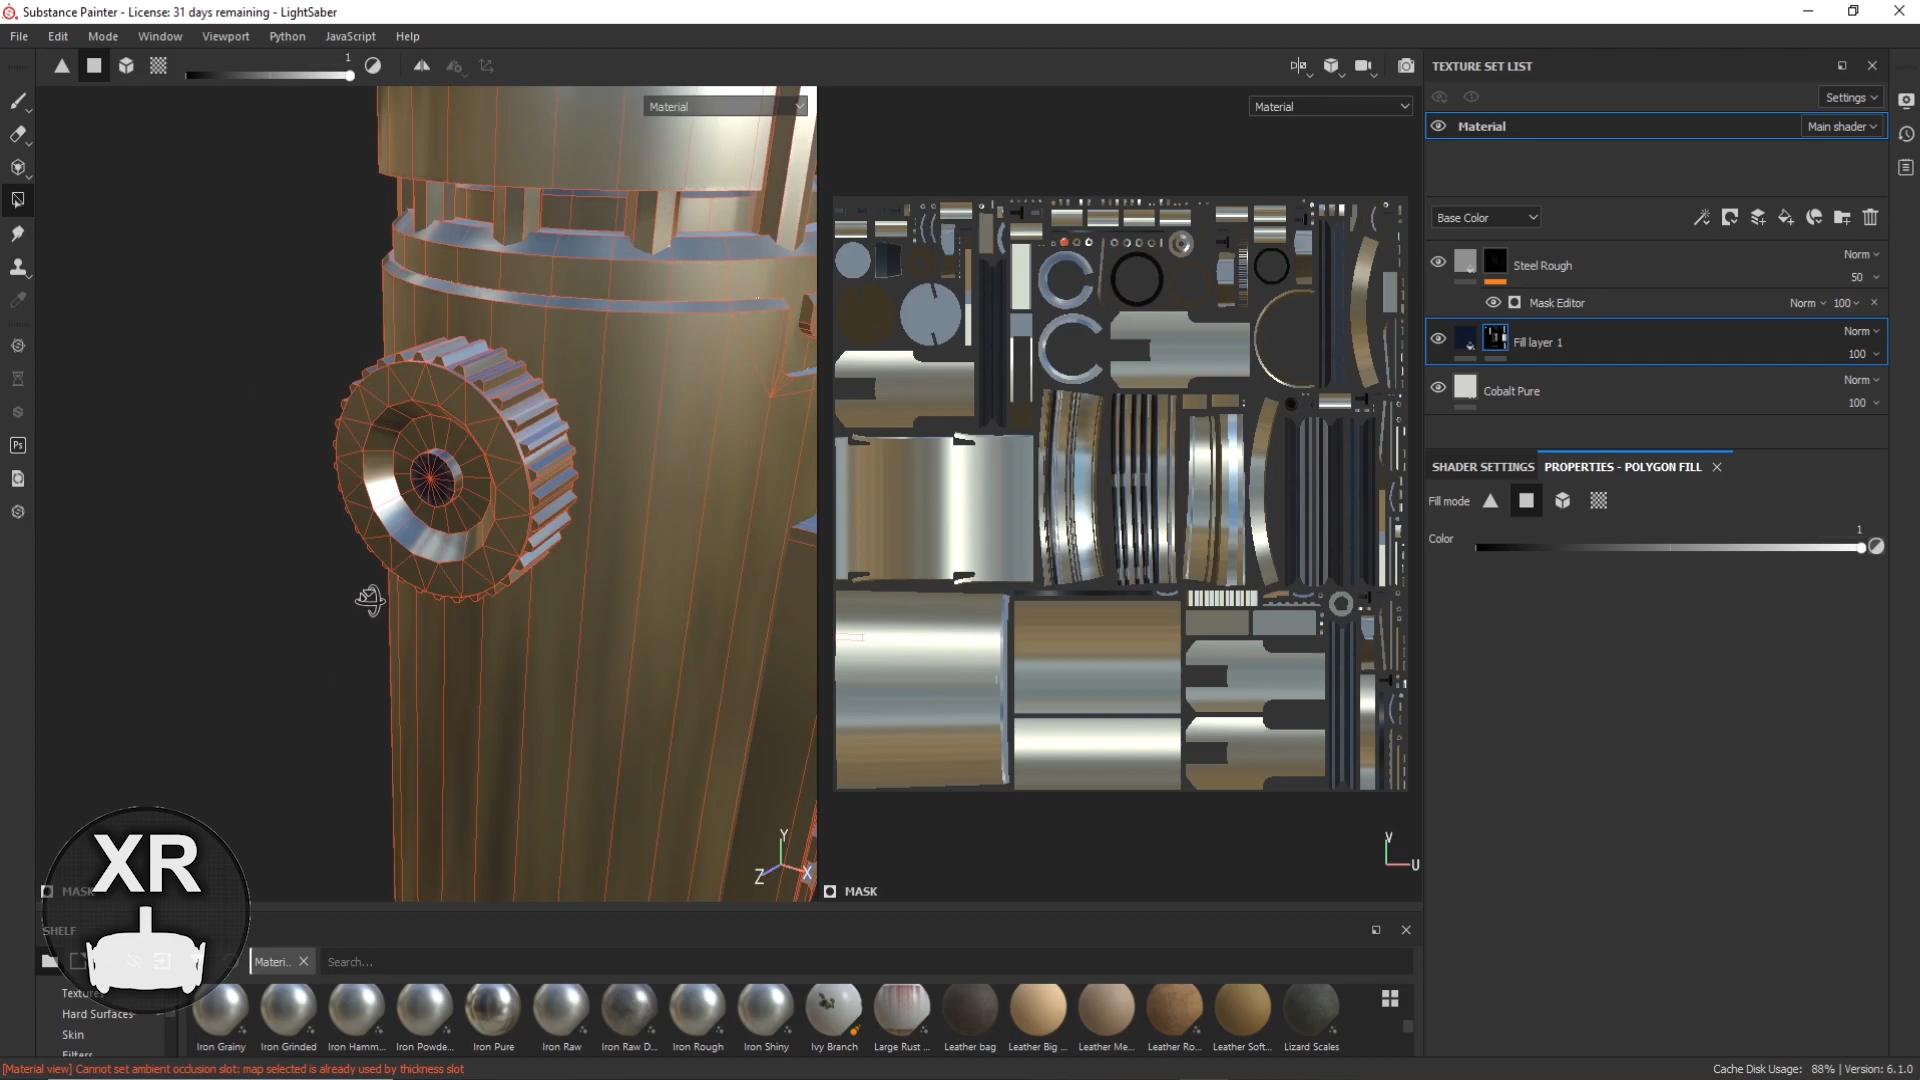 Substance Painter - License: 31 days remaining - LightSaber
File Edit Mode Window Viewport Python JavaScript Help
1
Material
Material
TEXTURE SET LIST
Settings
Material
Main shader
Base Color
Steel Rough
Norm
50
Mask Editor
Norm 100
Fill layer 1
Norm
100
Cobalt Pure
Norm
100
SHADER SETTINGS
PROPERTIES - POLYGON FILL
Fill mode
Color
1
Ps
Y
Z
X
V
U
MASK
MASK
XR
SHELF
Materi..
Search...
Textures
Hard Surfaces
Skin
Filters
Iron Grainy
Iron Grinded
Iron Hamm...
Iron Powde...
Iron Pure
Iron Raw
Iron Raw D...
Iron Rough
Iron Shiny
Ivy Branch
Large Rust ...
Leather bag
Leather Big ...
Leather Me...
Leather Ro...
Leather Soft...
Lizard Scales
[Material view] Cannot set ambient occlusion slot: map selected is already used by thickness slot
Cache Disk Usage: 88% | Version: 6.1.0